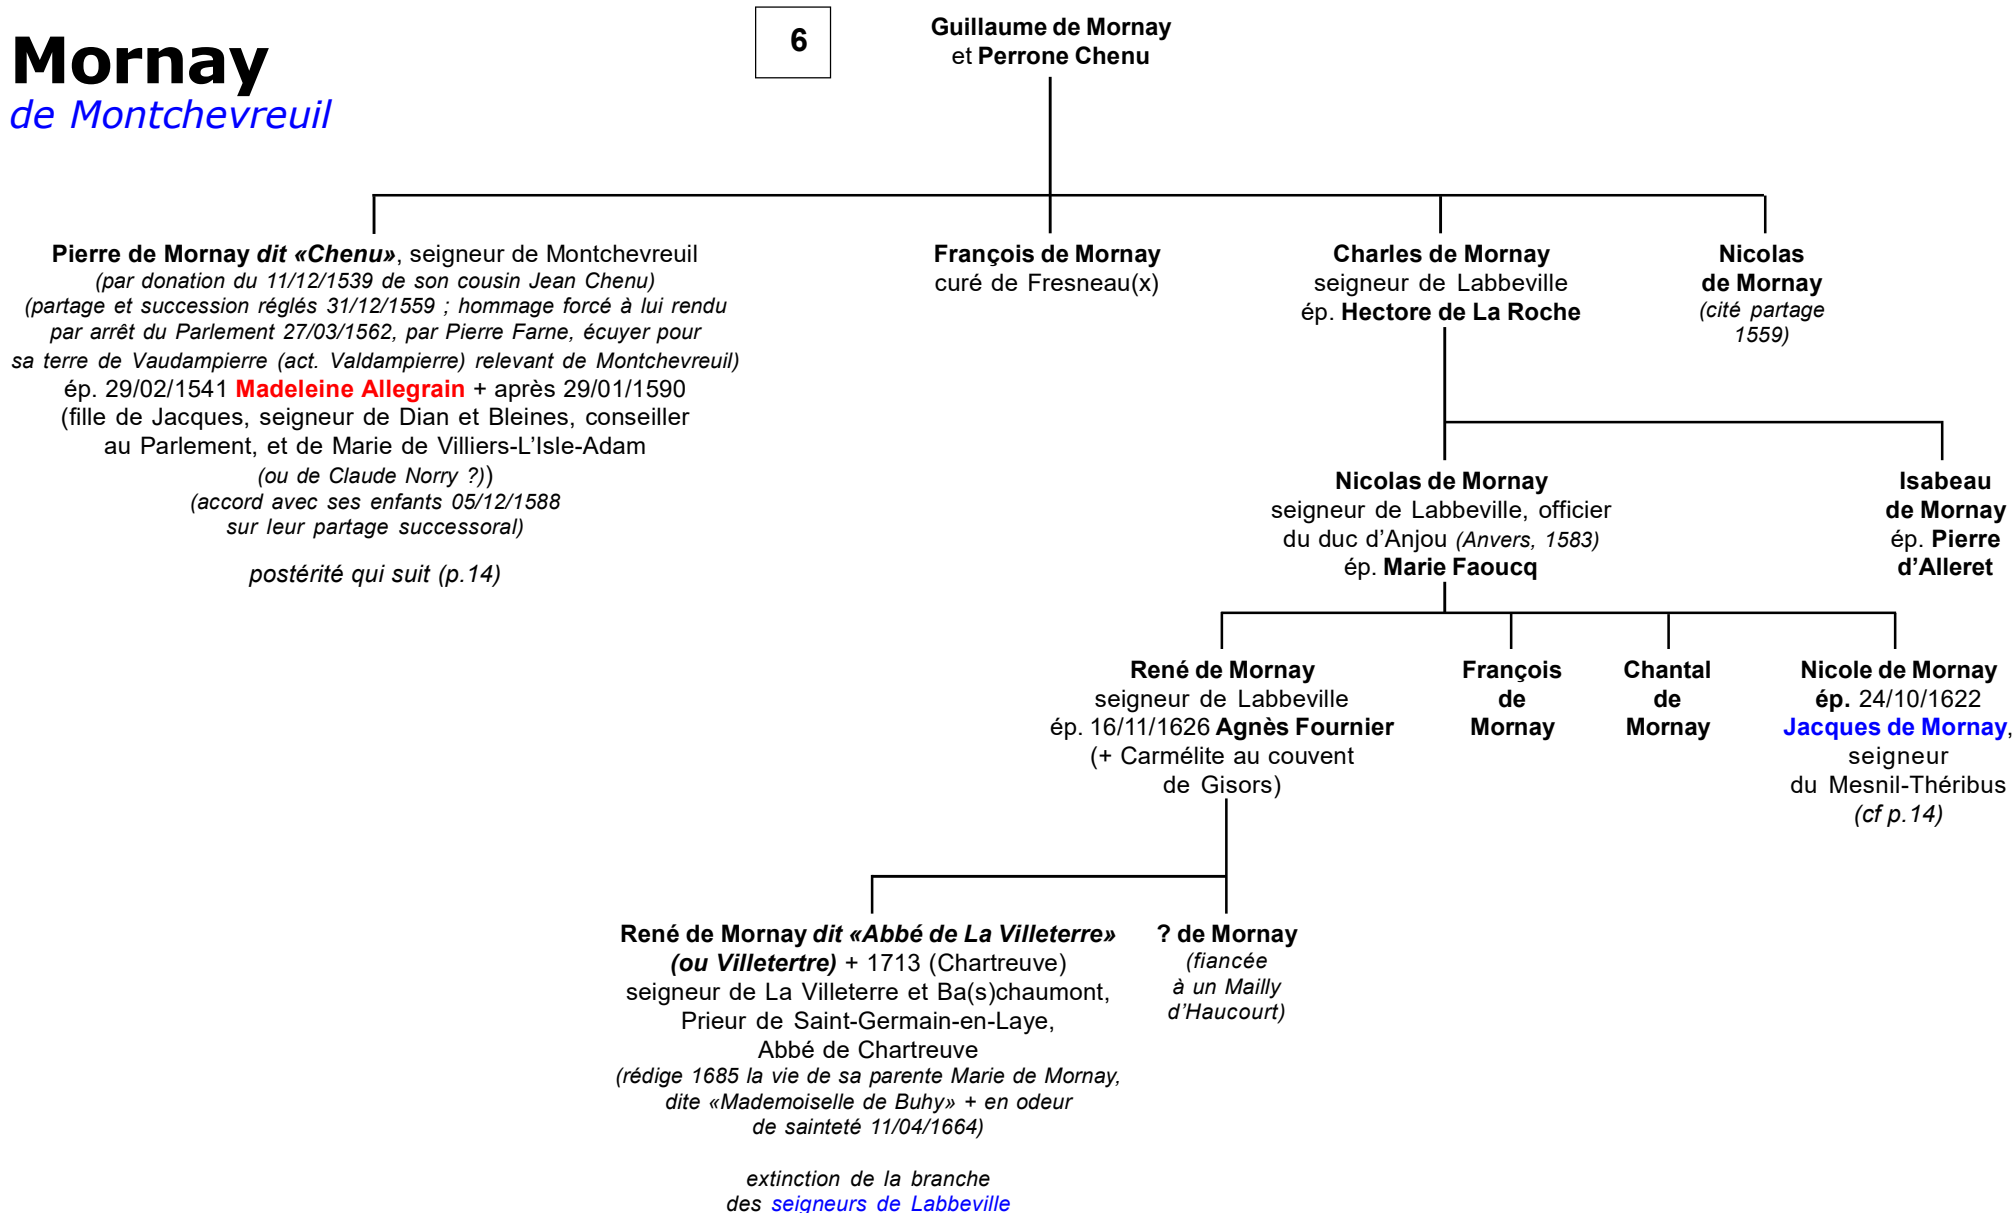 Mornay
de Montchevreuil
6
Guillaume de Mornay
et Perrone Chenu
Pierre de Mornay dit «Chenu», seigneur de Montchevreuil
(par donation du 11/12/1539 de son cousin Jean Chenu)
(partage et succession réglés 31/12/1559 ; hommage forcé à lui rendu
par arrêt du Parlement 27/03/1562, par Pierre Farne, écuyer pour
sa terre de Vaudampierre (act. Valdampierre) relevant de Montchevreuil)
ép. 29/02/1541 Madeleine Allegrain + après 29/01/1590
(fille de Jacques, seigneur de Dian et Bleines, conseiller
au Parlement, et de Marie de Villiers-L'Isle-Adam
(ou de Claude Norry ?))
(accord avec ses enfants 05/12/1588
sur leur partage successoral)
postérité qui suit (p.14)
François de Mornay
curé de Fresneau(x)
Charles de Mornay
seigneur de Labbeville
ép. Hectore de La Roche
Nicolas
de Mornay
(cité partage
1559)
Nicolas de Mornay
seigneur de Labbeville, officier
du duc d'Anjou (Anvers, 1583)
ép. Marie Faoucq
Isabeau
de Mornay
ép. Pierre
d'Alleret
René de Mornay
seigneur de Labbeville
ép. 16/11/1626 Agnès Fournier
(+ Carmélite au couvent
de Gisors)
François
de
Mornay
Chantal
de
Mornay
Nicole de Mornay
ép. 24/10/1622
Jacques de Mornay,
seigneur
du Mesnil-Théribus
(cf p.14)
René de Mornay dit «Abbé de La Villeterre»
(ou Villetertre) + 1713 (Chartreuve)
seigneur de La Villeterre et Ba(s)chaumont,
Prieur de Saint-Germain-en-Laye,
Abbé de Chartreuve
(rédige 1685 la vie de sa parente Marie de Mornay,
dite «Mademoiselle de Buhy» + en odeur
de sainteté 11/04/1664)
extinction de la branche
des seigneurs de Labbeville
? de Mornay
(fiancée
à un Mailly
d'Haucourt)